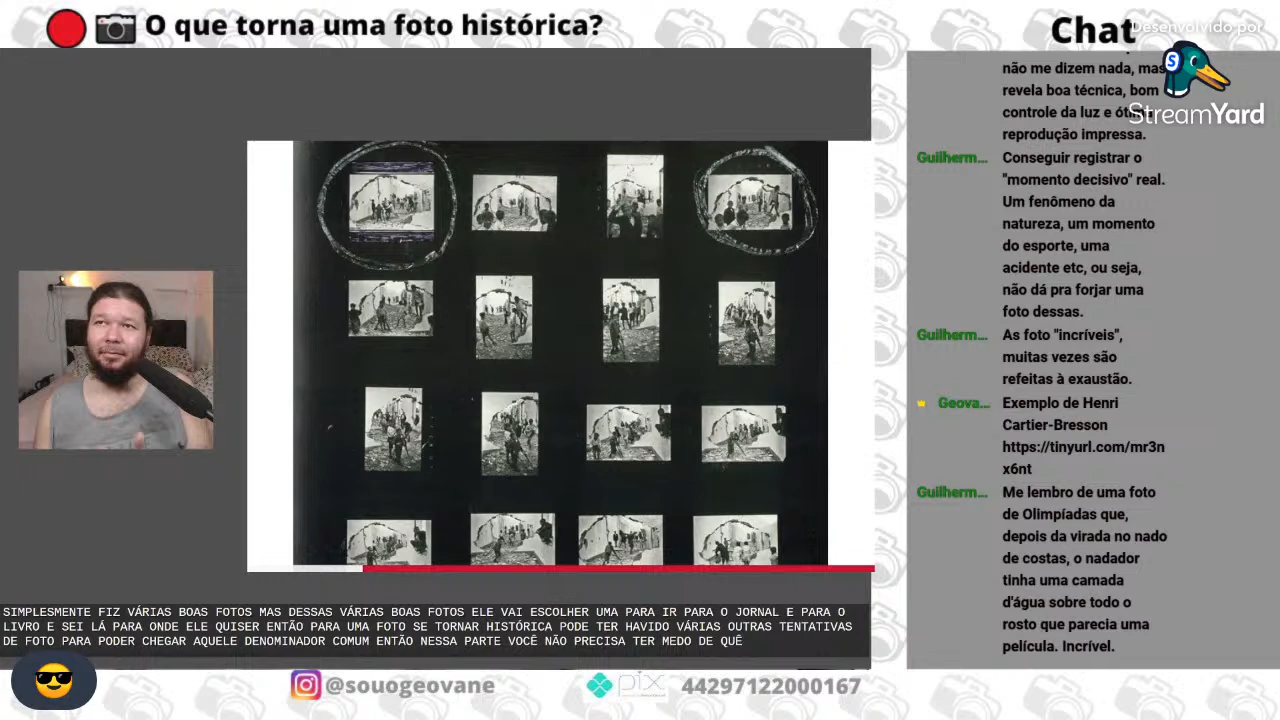 O que torna uma foto histórica?
Chat
Desenvolvido por
StreamYard
não me dizem nada, mas
revela boa técnica, bom
controle da luz e
reprodução impressa.
Guilherm... Conseguir registrar o
"momento decisivo" real.
Um fenômeno da
natureza, um momento
do esporte, uma
acidente etc, ou seja,
não dá pra forjar uma
foto dessas.
Guilherm... As foto "incríveis",
muitas vezes são
refeitas à exaustão.
Geova... Exemplo de Henri
Cartier-Bresson
https://tinyurl.com/mr3n
x6nt
Guilherm... Me lembro de uma foto
de Olimpíadas que,
depois da virada no nado
de costas, o nadador
tinha uma camada
d'água sobre todo o
rosto que parecia uma
película. Incrível.
SIMPLESMENTE FIZ VÁRIAS BOAS FOTOS MAS DESSAS VÁRIAS BOAS FOTOS ELE VAI ESCOLHER UMA PARA IR PARA O JORNAL E PARA O
LIVRO E SEI LÁ PARA ONDE ELE QUISER ENTÃO PARA UMA FOTO SE TORNAR HISTÓRICA PODE TER HAVIDO VÁRIAS OUTRAS TENTATIVAS
DE FOTO PARA PODER CHEGAR AQUELE DENOMINADOR COMUM ENTÃO NESSA PARTE VOCÊ NÃO PRECISA TER MEDO DE QUÊ
@souogeovane
pix
44297122000167